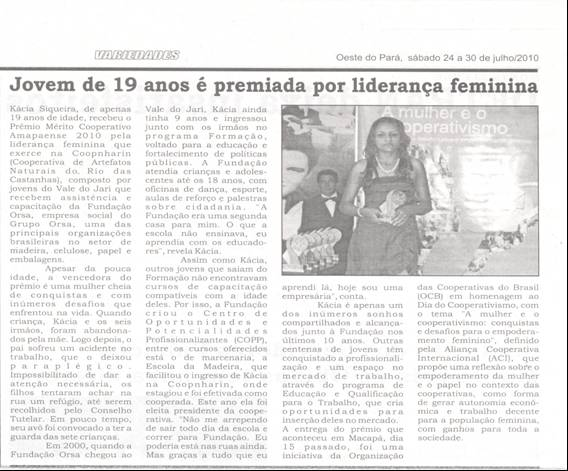 VARIEDADES
Oeste do Pará, sábado 24 a 30 de julho/2010
Jovem de 19 anos é premiada por liderança feminina
Kácia Siqueira, de apenas
19 anos de idade, recebeu o
Prêmio Mérito Cooperativo
Amapaense 2010 pela
liderança feminina que
exerce na Coopnharin
(Cooperativa de Artefatos
Naturais do Rio das
Castanhas), composto por
jovens do Vale do Jari que
recebem assistência e
capacitação da Fundação
Orsa, empresa social do
Grupo Orsa, uma das
principais organizações
brasileiras no setor de
madeira, celulose, papel e
embalagens.
Apesar da pouca
idade, a vencedora do
prêmio é uma mulher cheia
de conquistas e com
inúmeros desafios que
enfrentou na vida. Quando
criança, Kácia e os seis
irmãos, foram abandona-
dos pela mãe. Logo depois, o
pai sofreu um acidente no
trabalho, que o deixou
paraplégico.
Impossibilitado de dar a
atenção necessária, os
filhos tentaram achar na
rua um refúgio, até serem
recolhidos pelo Conselho
Tutelar. Em pouco tempo,
seu avô foi convocado a ter a
guarda das seis crianças.
Em 2000, quando a
Fundação Orsa chegou ao
Vale do Jari, Kácia ainda
tinha 9 anos e ingressou
junto com os irmãos no
programa Formação,
voltado para a educação e
fortalecimento de políticas
públicas. A Fundação
atendia crianças e adoles-
centes até os 18 anos, com
oficinas de dança, esporte,
aulas de reforço e palestras
sobre cidadania. "A
Fundação era uma segunda
casa para mim. O que a
escola não ensinava, eu
aprendia com os educado-
res", revela Kácia.
Assim como Kácia,
outros jovens que saiam do
Formação não encontravam
cursos de capacitação
compatíveis com a idade
deles. Por isso, a Fundação
criou o Centro de
Oportunidades e
Potencialidades
Profissionalizantes (COPP),
entre os cursos oferecidos
está o de marcenaria, a
Escola da Madeira, que
facilitou o ingresso de Kácia
na Coopnharin, onde
estagiou e foi efetivada como
cooperada. Este ano ela foi
eleita presidente da coope-
rativa. "Não me arrependo
de sair todo dia da escola e
correr para Fundação. Eu
poderia está nas ruas ainda.
Mas graças a tudo que eu
A mulher e o
cooperativismo
aprendi lá, hoje sou uma
empresária", conta.
Kácia é apenas um
dos inúmeros sonhos
compartilhados e alcança-
dos junto à Fundação nos
últimos 10 anos. Outras
centenas de jovens têm
conquistado a profissionali-
zação e um espaço no
mercado de trabalho,
através do programa de
Educação e Qualificação
para o Trabalho, que cria
oportunidades para
inserção deles no mercado.
A entrega do prêmio que
aconteceu em Macapá, dia
15 passado, foi uma
iniciativa da Organização
das Cooperativas do Brasil
(OCB) em homenagem ao
Dia do Cooperativismo, com
o tema "A mulher e o
cooperativismo: conquistas
e desafios para o empodera-
mento feminino", definido
pela Aliança Cooperativa
Internacional (ACI), que
propõe uma reflexão sobre o
empoderamento da mulher
e o papel no contexto das
cooperativas, como forma
de gerar autonomia econô-
mica e trabalho decente
para a população feminina,
com ganhos para toda a
sociedade.